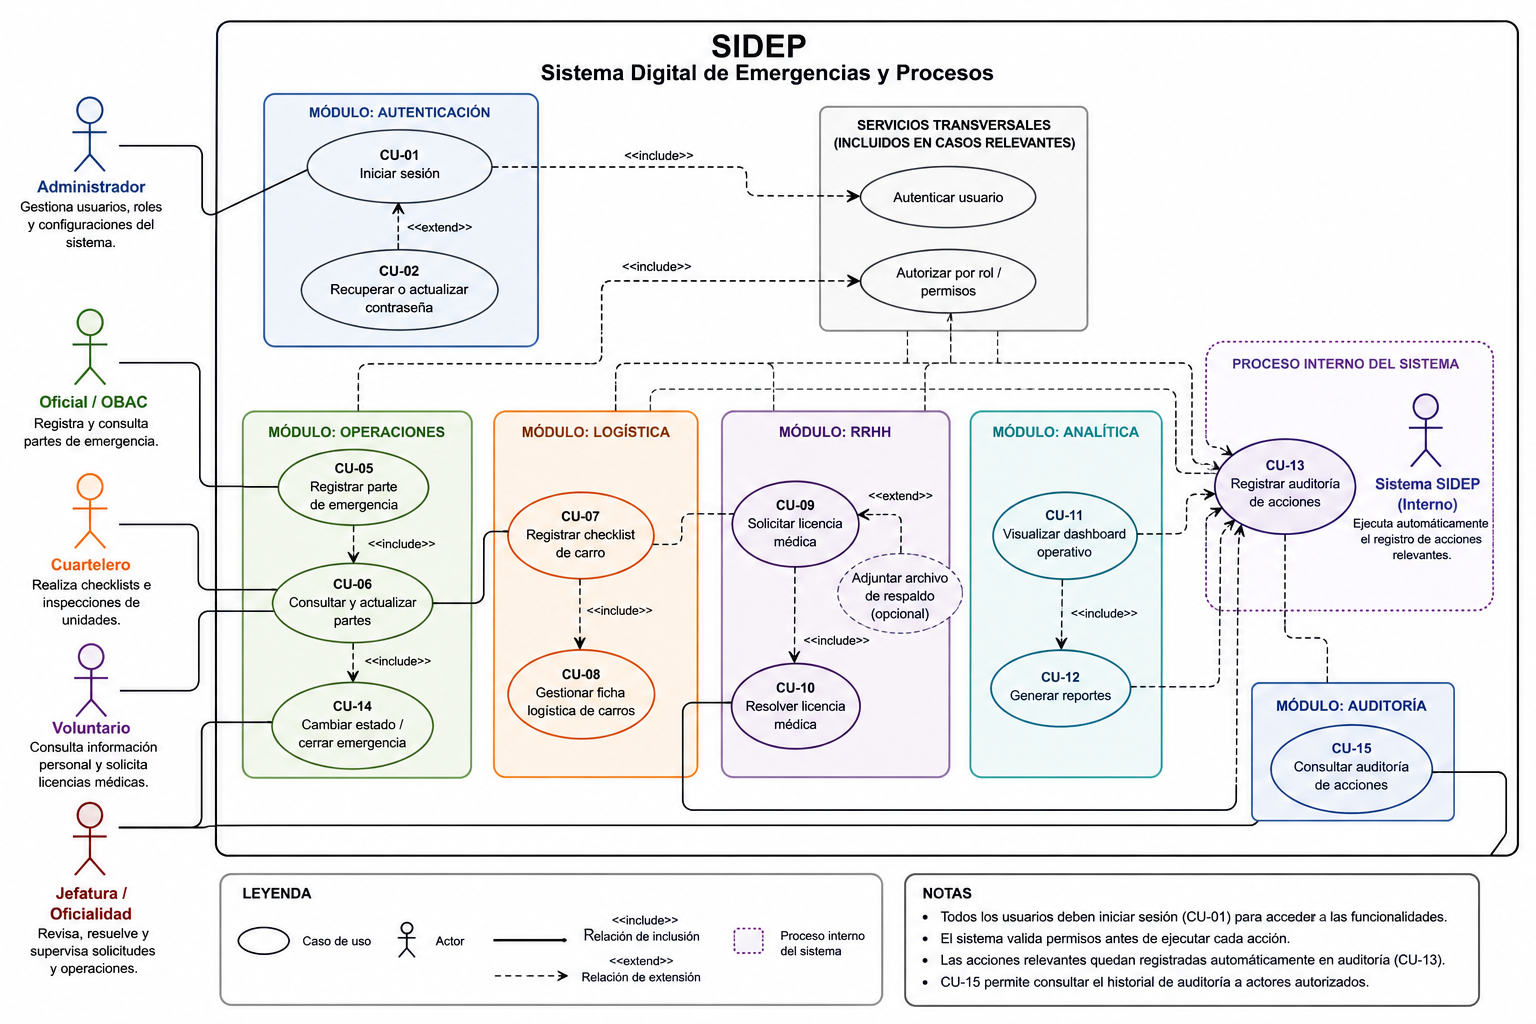 SIDEP
Sistema Digital de Emergencias y Procesos
Administrador
Gestiona usuarios, roles
y configuraciones del
sistema.
Oficial / OBAC
Registra y consulta
partes de emergencia.
Cuartelero
Realiza checklists e
inspecciones de
unidades.
Voluntario
Consulta información
personal y solicita
licencias médicas.
Jefatura /
Oficialidad
Revisa, resuelve y
supervisa solicitudes
y operaciones.
MÓDULO: AUTENTICACIÓN
CU-01
Iniciar sesión
<<extend>>
CU-02
Recuperar o actualizar
contraseña
<<include>>
<<include>>
SERVICIOS TRANSVERSALES
(INCLUIDOS EN CASOS RELEVANTES)
Autenticar usuario
Autorizar por rol /
permisos
MÓDULO: OPERACIONES
CU-05
Registrar parte
de emergencia
<<include>>
CU-06
Consultar y actualizar
partes
<<include>>
CU-14
Cambiar estado /
cerrar emergencia
MÓDULO: LOGÍSTICA
CU-07
Registrar checklist
de carro
<<include>>
CU-08
Gestionar ficha
logística de carros
MÓDULO: RRHH
CU-09
Solicitar licencia
médica
<<extend>>
Adjuntar archivo
de respaldo
(opcional)
<<include>>
CU-10
Resolver licencia
médica
MÓDULO: ANALÍTICA
CU-11
Visualizar dashboard
operativo
<<include>>
CU-12
Generar reportes
PROCESO INTERNO DEL SISTEMA
CU-13
Registrar auditoría
de acciones
Sistema SIDEP
(Interno)
Ejecuta automáticamente
el registro de acciones
relevantes.
MÓDULO: AUDITORÍA
CU-15
Consultar auditoría
de acciones
LEYENDA
Caso de uso
Actor
<<include>>
Relación de inclusión
<<extend>>
Relación de extensión
Proceso interno
del sistema
NOTAS
• Todos los usuarios deben iniciar sesión (CU-01) para acceder a las funcionalidades.
• El sistema valida permisos antes de ejecutar cada acción.
• Las acciones relevantes quedan registradas automáticamente en auditoría (CU-13).
• CU-15 permite consultar el historial de auditoría a actores autorizados.